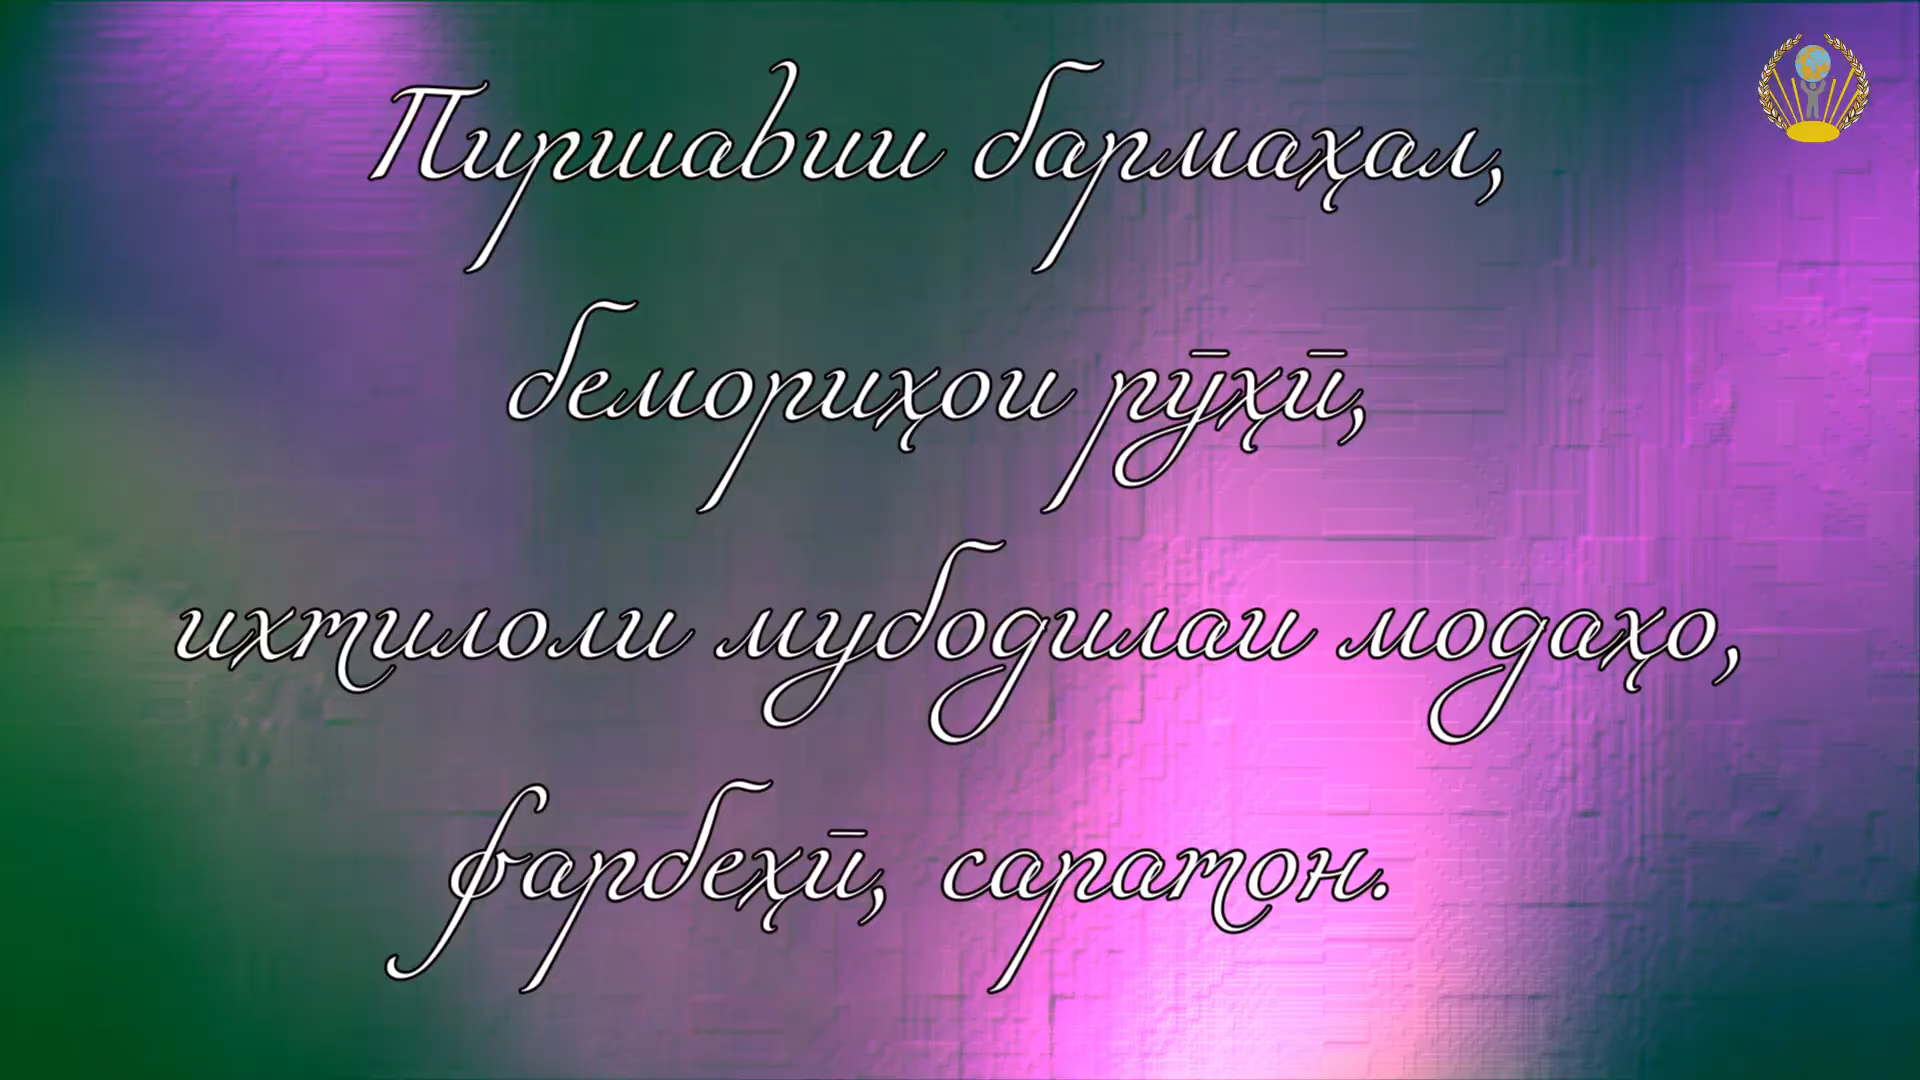 Пиршавии бармаҳал,
бемориҳои рӯҳӣ,
ихтилоли мубодилаи модаҳо,
фарбеҳӣ, саратон.